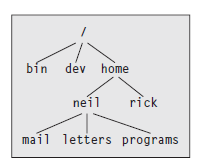 /
bin dev home
neil rick
mail letters programs